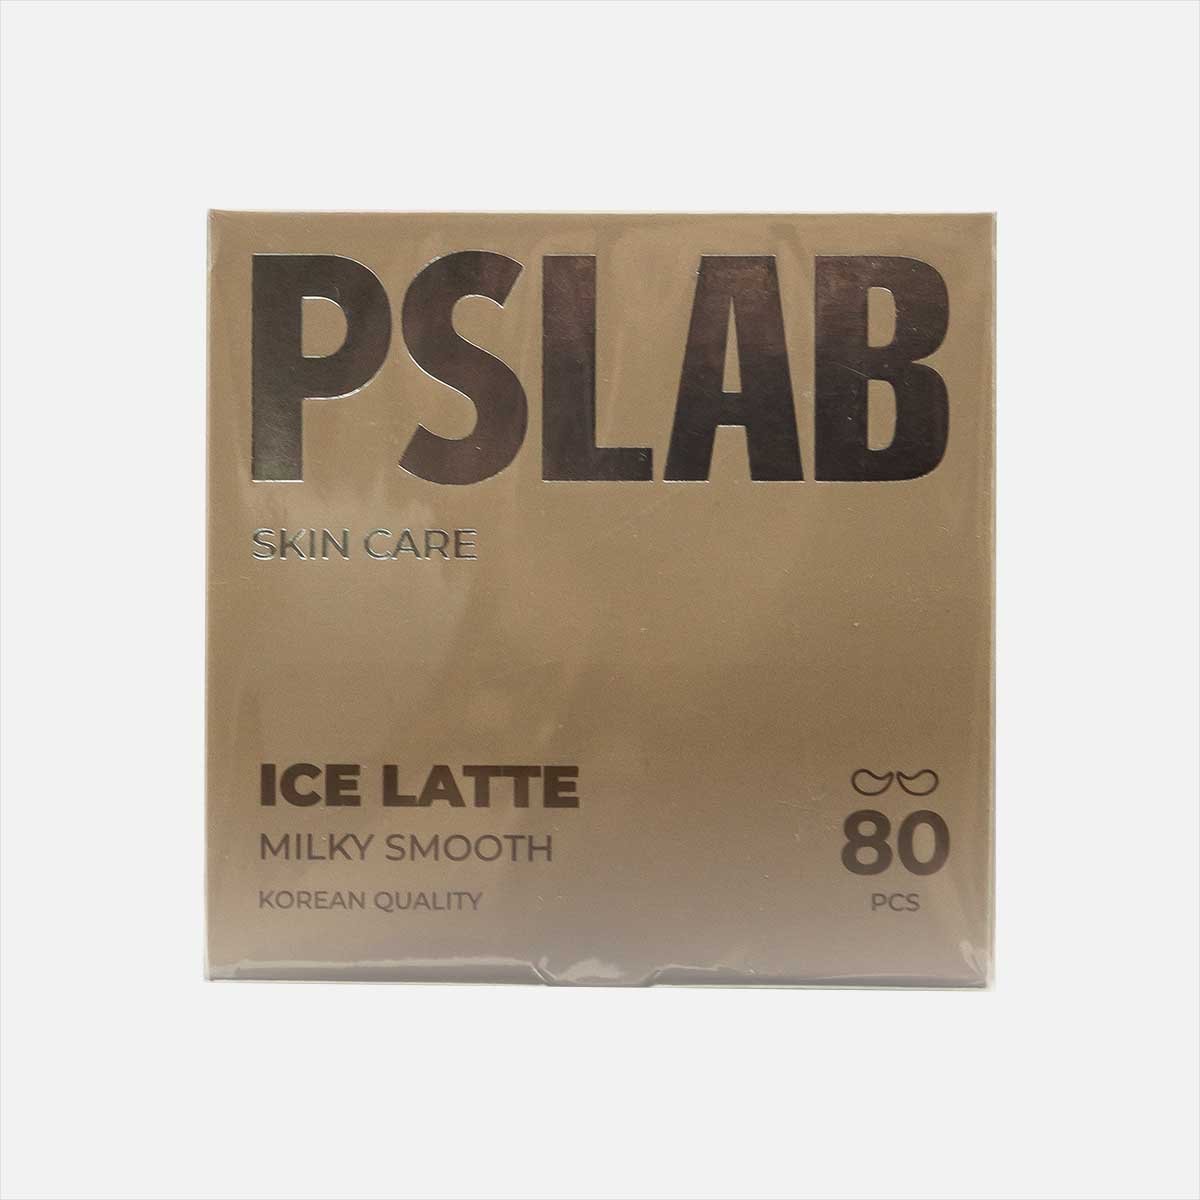 PSLAB
SKIN CARE
ICE LATTE
MILKY SMOOTH
KOREAN QUALITY
80
PCS